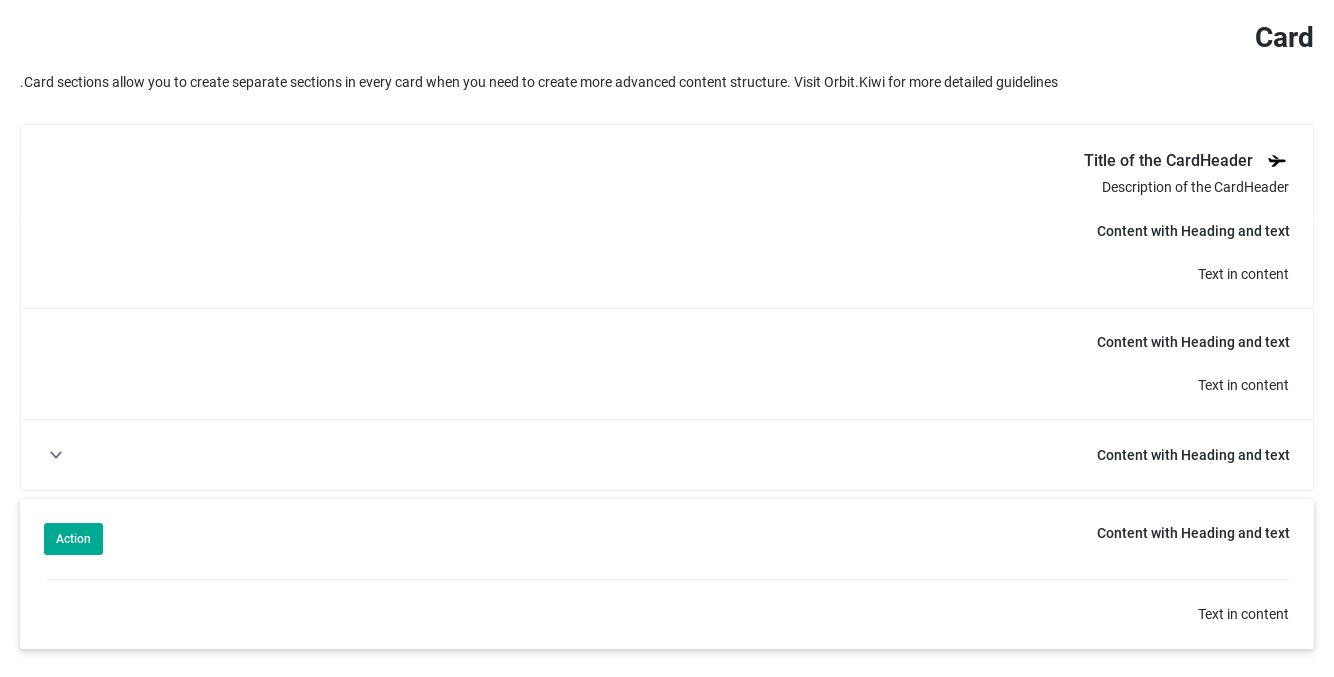 Card
.Card sections allow you to create separate sections in every card when you need to create more advanced content structure. Visit Orbit.Kiwi for more detailed guidelines
Title of the CardHeader
Description of the CardHeader
Content with Heading and text
Text in content
Content with Heading and text
Text in content
Content with Heading and text
Content with Heading and text
Action
Text in content